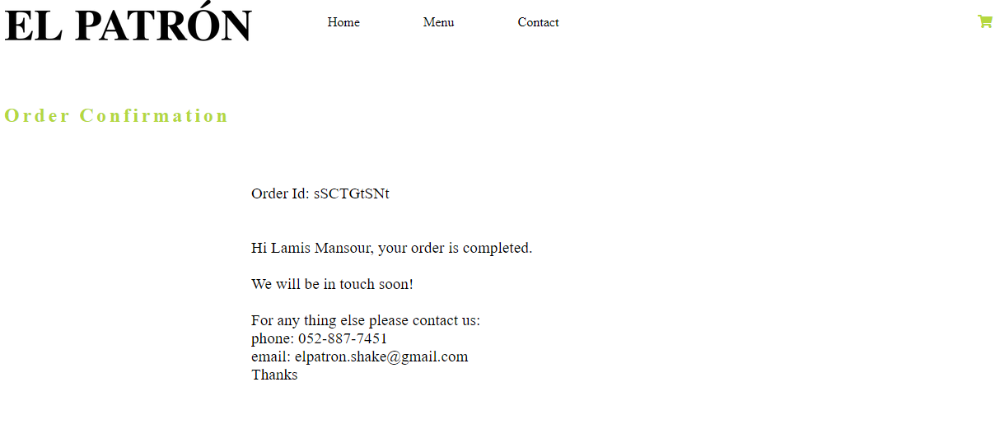 EL PATRÓN
Home
Menu
Contact
Order Confirmation
Order Id: sSCTGtSNt
Hi Lamis Mansour, your order is completed.
We will be in touch soon!
For any thing else please contact us:
phone: 052-887-7451
email: elpatron.shake@gmail.com
Thanks